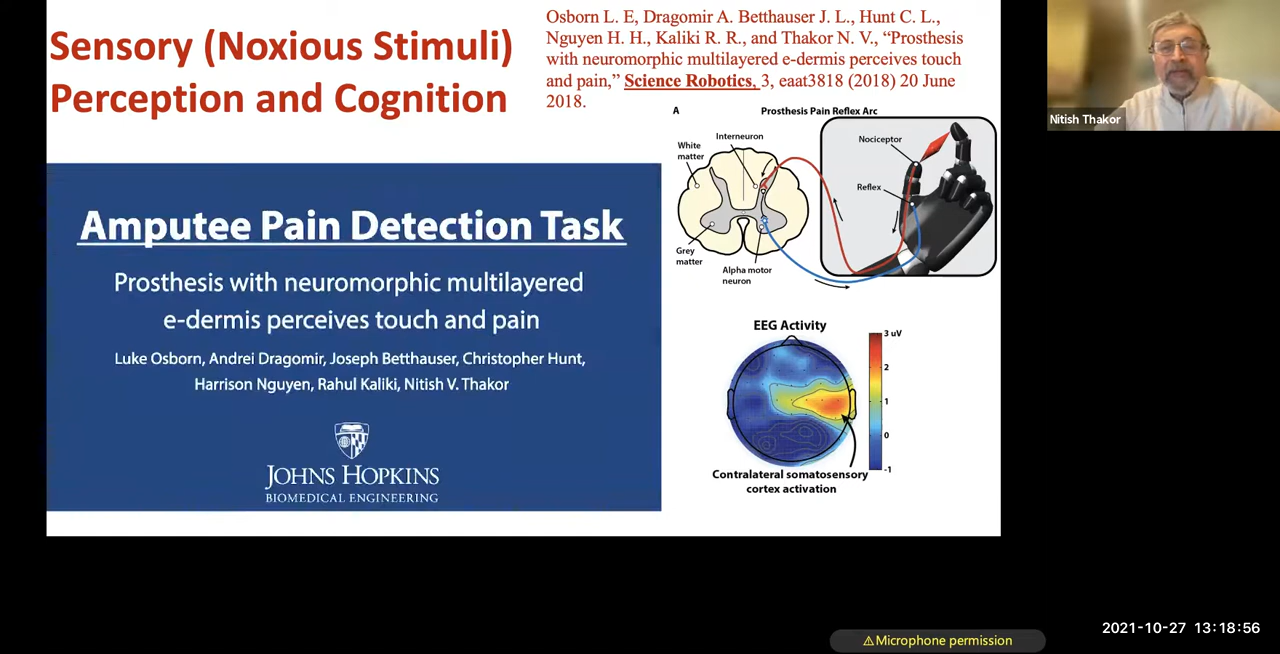 Sensory (Noxious Stimuli)
Perception and Cognition
Osborn L. E, Dragomir A. Betthauser J. L., Hunt C. L.,
Nguyen H. H., Kaliki R. R., and Thakor N. V., “Prosthesis
with neuromorphic multilayered e-dermis perceives touch
and pain,” Science Robotics, 3, eaat3818 (2018) 20 June
2018.
Nitish Thakor
Amputee Pain Detection Task
Prosthesis with neuromorphic multilayered
e-dermis perceives touch and pain
Luke Osborn, Andrei Dragomir, Joseph Betthauser, Christopher Hunt,
Harrison Nguyen, Rahul Kaliki, Nitish V. Thakor
JOHNS HOPKINS
BIOMEDICAL ENGINEERING
A
Prosthesis Pain Reflex Arc
Interneuron
White
matter
Nociceptor
Reflex
Grey
matter
Alpha motor
neuron
EEG Activity
3 uV
2
1
0
-1
Contralateral somatosensory
cortex activation
2021-10-27 13:18:56
⚠Microphone permission